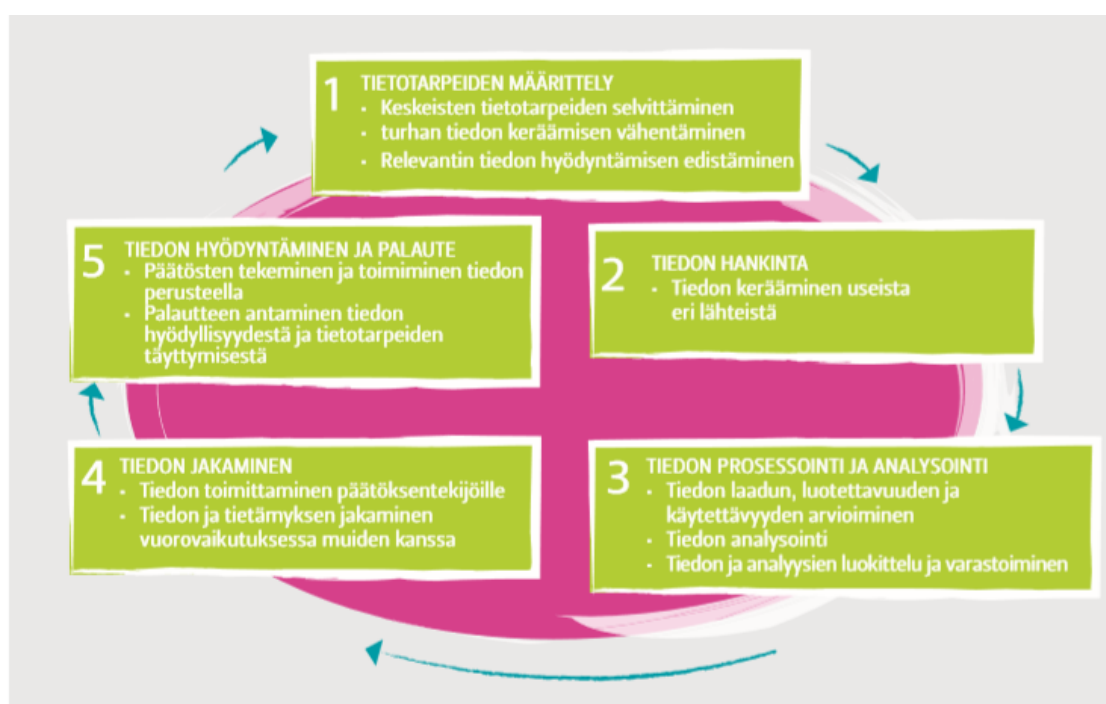 1 TIETOTARPEIDEN MÄÄRITTELY
· Keskeisten tietotarpeiden selvittäminen
· turhan tiedon keräämisen vähentäminen
· Relevantin tiedon hyödyntämisen edistäminen
2 TIEDON HANKINTA
· Tiedon kerääminen useista
eri lähteistä
3 TIEDON PROSESSOINTI JA ANALYSOINTI
· Tiedon laadun, luotettavuuden ja
käytettävyyden arvioiminen
· Tiedon analysointi
· Tiedon ja analyysien luokittelu ja varastoiminen
4 TIEDON JAKAMINEN
· Tiedon toimittaminen päätöksentekijöille
· Tiedon ja tietämyksen jakaminen
vuorovaikutuksessa muiden kanssa
5 TIEDON HYÖDYNTÄMINEN JA PALAUTE
· Päätösten tekeminen ja toimiminen tiedon
perusteella
· Palautteen antaminen tiedon
hyödyllisyydestä ja tietotarpeiden
täyttymisestä